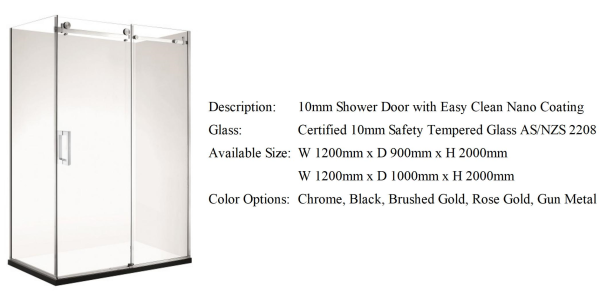 Description: 10mm Shower Door with Easy Clean Nano Coating
Glass: Certified 10mm Safety Tempered Glass AS/NZS 2208
Available Size: W 1200mm x D 900mm x H 2000mm
W 1200mm x D 1000mm x H 2000mm
Color Options: Chrome, Black, Brushed Gold, Rose Gold, Gun Metal